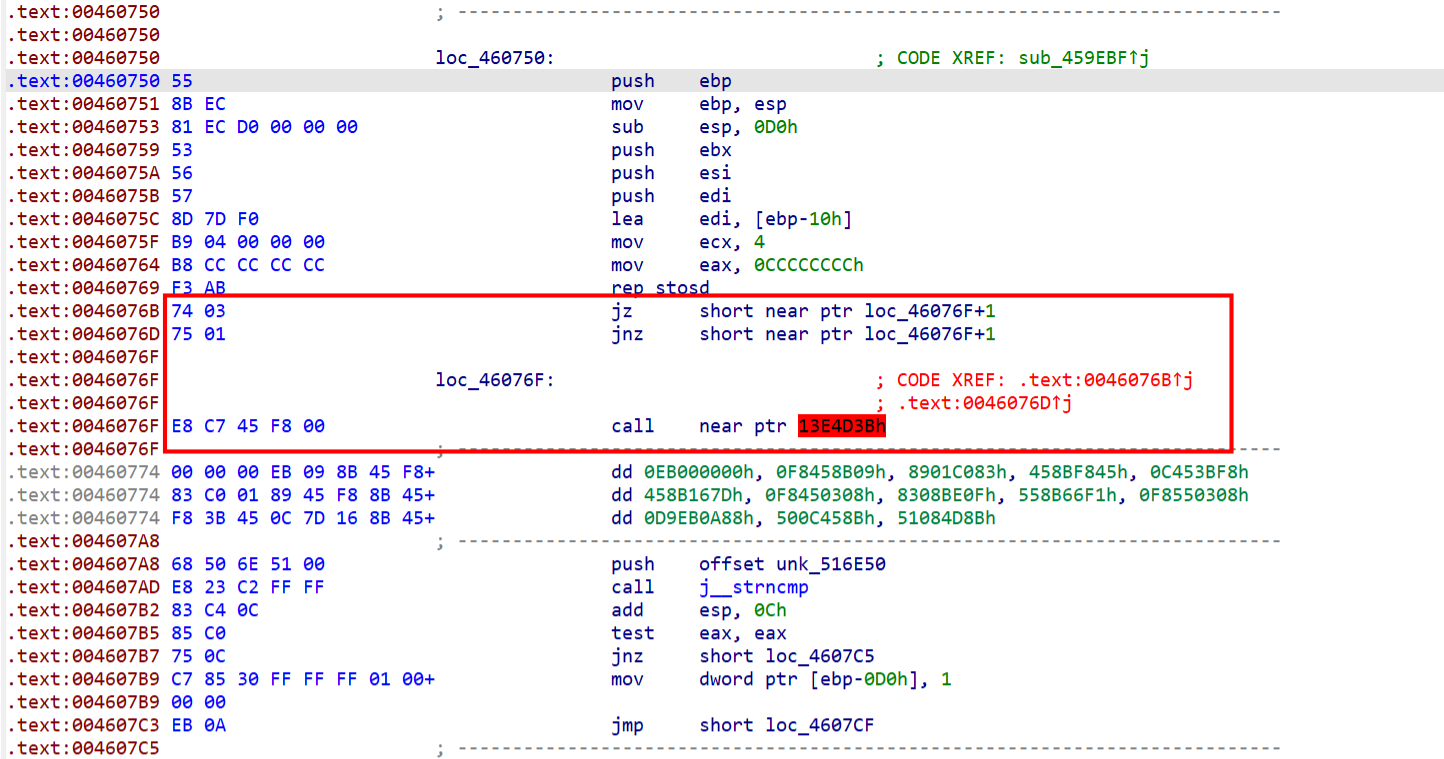 .text:00460750 ; ---------------------------------------------------------------------------
.text:00460750
.text:00460750 loc_460750: ; CODE XREF: sub_459EBF↑j
.text:00460750 55 push ebp
.text:00460751 8B EC mov ebp, esp
.text:00460753 81 EC D0 00 00 00 sub esp, 0D0h
.text:00460759 53 push ebx
.text:0046075A 56 push esi
.text:0046075B 57 push edi
.text:0046075C 8D 7D F0 lea edi, [ebp-10h]
.text:0046075F B9 04 00 00 00 mov ecx, 4
.text:00460764 B8 CC CC CC CC mov eax, 0CCCCCCCCh
.text:00460769 F3 AB rep stosd
.text:0046076B 74 03 jz short near ptr loc_46076F+1
.text:0046076D 75 01 jnz short near ptr loc_46076F+1
.text:0046076F
.text:0046076F loc_46076F: ; CODE XREF: .text:0046076B↑j
.text:0046076F ; .text:0046076D↑j
.text:0046076F E8 C7 45 F8 00 call near ptr 13E4D3Bh
.text:0046076F ; ---------------------------------------------------------------------------
.text:00460774 00 00 00 EB 09 8B 45 F8+ dd 0EB000000h, 0F8458B09h, 8901C083h, 458BF845h, 0C453BF8h
.text:00460774 83 C0 01 89 45 F8 8B 45+ dd 458B167Dh, 0F8450308h, 8308BE0Fh, 558B66F1h, 0F8550308h
.text:00460774 F8 3B 45 0C 7D 16 8B 45+ dd 0D9EB0A88h, 500C458Bh, 51084D8Bh
.text:004607A8 ; ---------------------------------------------------------------------------
.text:004607A8 68 50 6E 51 00 push offset unk_516E50
.text:004607AD E8 23 C2 FF FF call j__strncmp
.text:004607B2 83 C4 0C add esp, 0Ch
.text:004607B5 85 C0 test eax, eax
.text:004607B7 75 0C jnz short loc_4607C5
.text:004607B9 C7 85 30 FF FF FF 01 00+ mov dword ptr [ebp-0D0h], 1
.text:004607B9 00 00
.text:004607C3 EB 0A jmp short loc_4607CF
.text:004607C5 ; ---------------------------------------------------------------------------